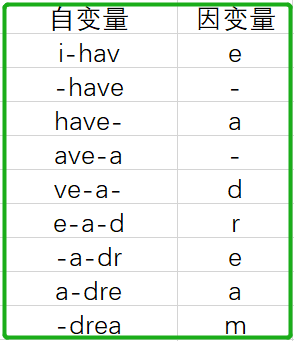 自变量 因变量
i-hav e
-have -
have- a
ave-a -
ve-a- d
e-a-d r
-a-dr e
a-dre a
-drea m